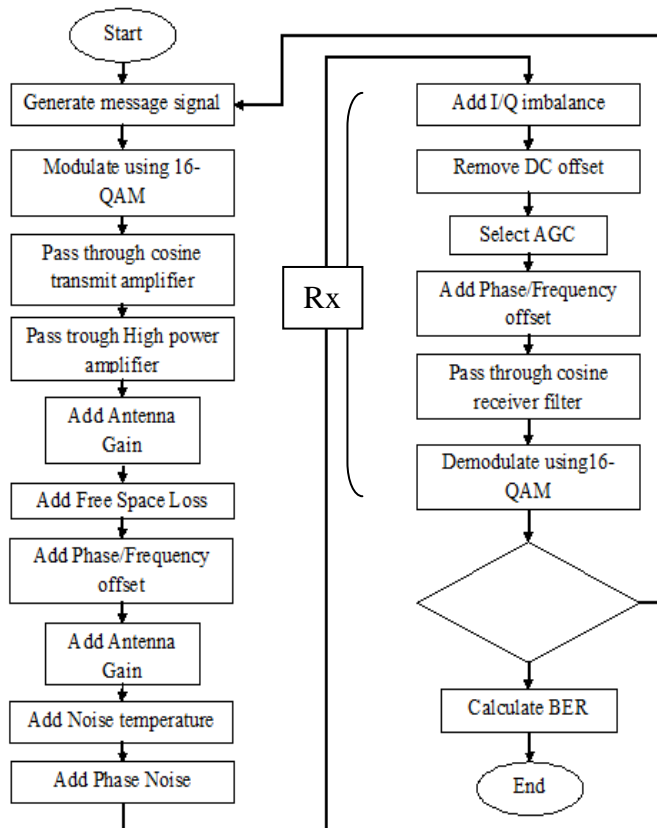 Start
Generate message signal
Modulate using 16-
QAM
Pass through cosine
transmit amplifier
Pass trough High power
amplifier
Add Antenna
Gain
Add Free Space Loss
Add Phase/Frequency
offset
Add Antenna
Gain
Add Noise temperature
Add Phase Noise
Rx
Add I/Q imbalance
Remove DC offset
Select AGC
Add Phase/Frequency
offset
Pass through cosine
receiver filter
Demodulate using16-
QAM
Calculate BER
End